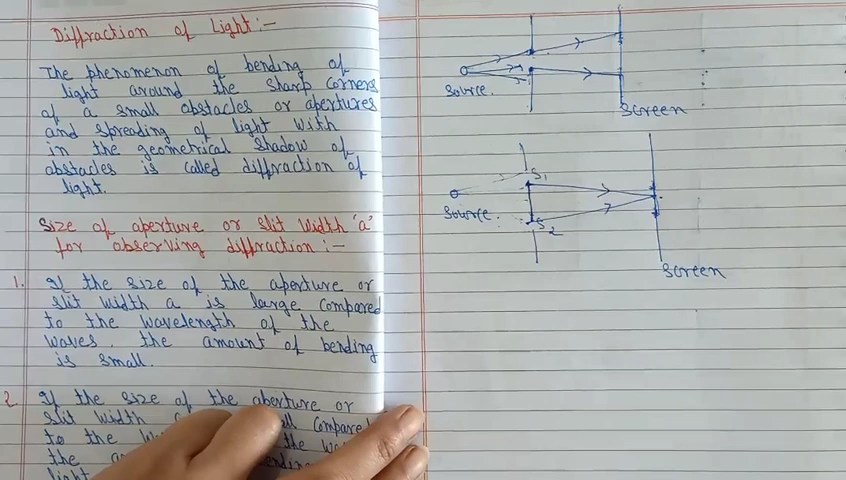 Diffraction of Light:-
The phenomenon of bending of
light around the sharp corners
of a small obstacles or apertures
and spreading of light with
in the geometrical shadow of
obstacles is called diffraction of
light.
Size of aperture or slit width 'a'
for observing diffraction:-
1. If the size of the aperture or
slit width a is large compared
to the wavelength of the
waves. the amount of bending
is small.
2. If the size of the aberture or
slit width
to the
the
light
Source.
Screen
S1
Source.
S2
Screen